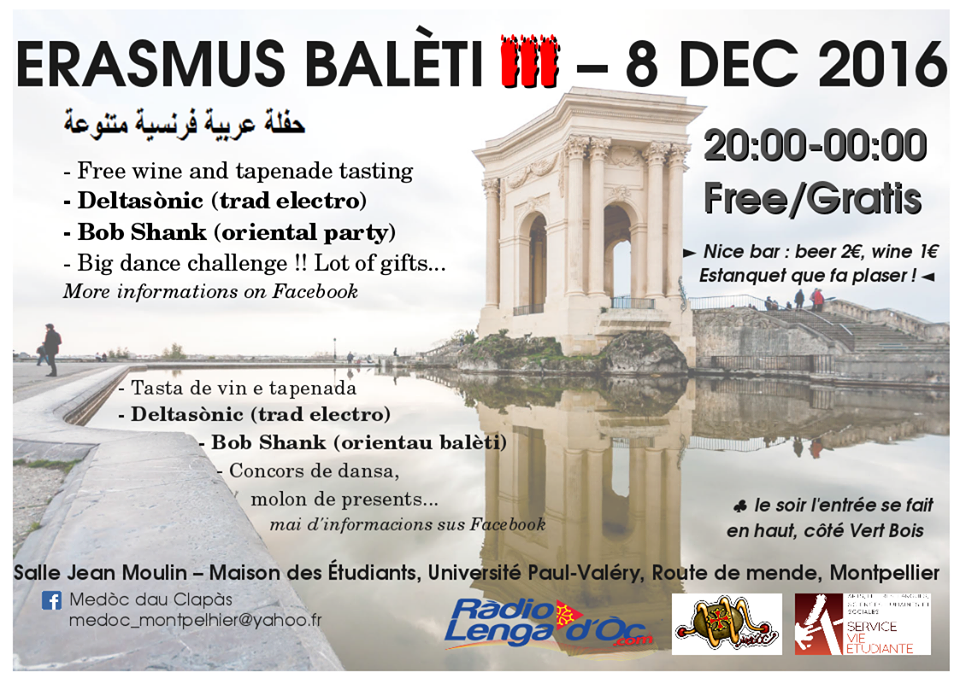 ERASMUS BALÈTI III – 8 DEC 2016
حفلة عربية فرنسية متنوعة
- Free wine and tapenade tasting
- Deltasònic (trad electro)
- Bob Shank (oriental party)
- Big dance challenge !! Lot of gifts...
More informations on Facebook
20:00-00:00
Free/Gratis
► Nice bar : beer 2€, wine 1€
Estanquet que fa plaser ! ◄
- Tasta de vin e tapenada
- Deltasònic (trad electro)
- Bob Shank (orientau balèti)
- Concors de dansa,
molon de presents...
mai d'informacions sus Facebook
♣ le soir l'entrée se fait
en haut, côté Vert Bois
Salle Jean Moulin – Maison des Étudiants, Université Paul-Valéry, Route de mende, Montpellier
Medòc dau Clapàs
medoc_montpelhier@yahoo.fr
Ràdio
Lenga d'Òc.com
SOCIALES
SERVICE
VIE
ÉTUDIANTE